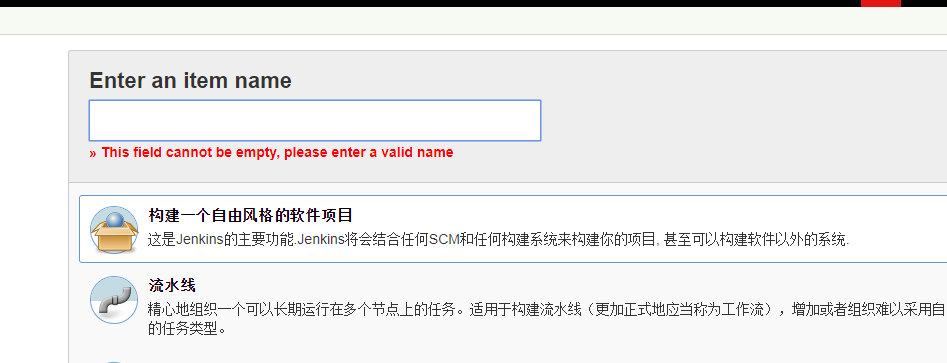 Enter an item name
» This field cannot be empty, please enter a valid name
构建一个自由风格的软件项目
这是Jenkins的主要功能.Jenkins将会结合任何SCM和任何构建系统来构建你的项目, 甚至可以构建软件以外的系统.
流水线
精心地组织一个可以长期运行在多个节点上的任务。适用于构建流水线（更加正式地应当称为工作流），增加或者组织难以采用自
的任务类型。